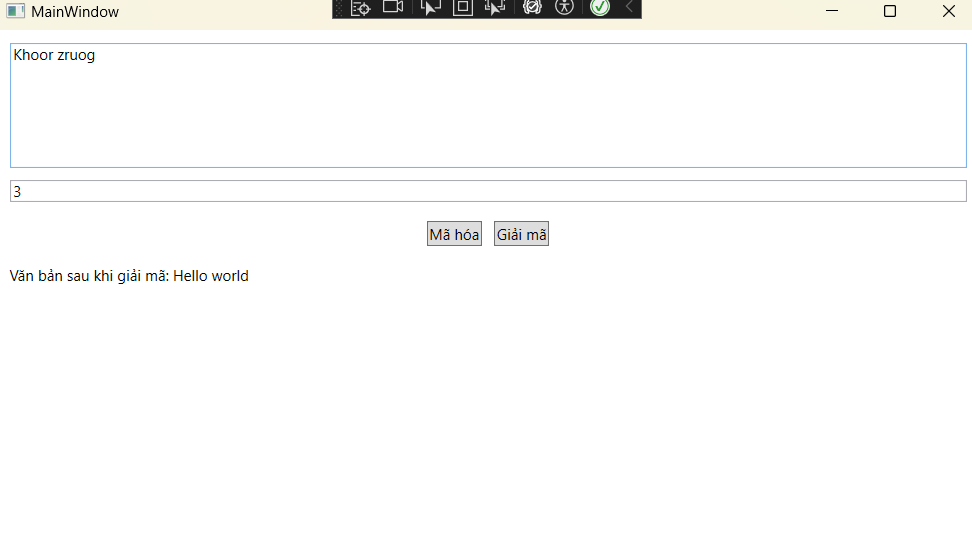 MainWindow
Khoor zruog
3
Mã hóa Giải mã
Văn bản sau khi giải mã: Hello world